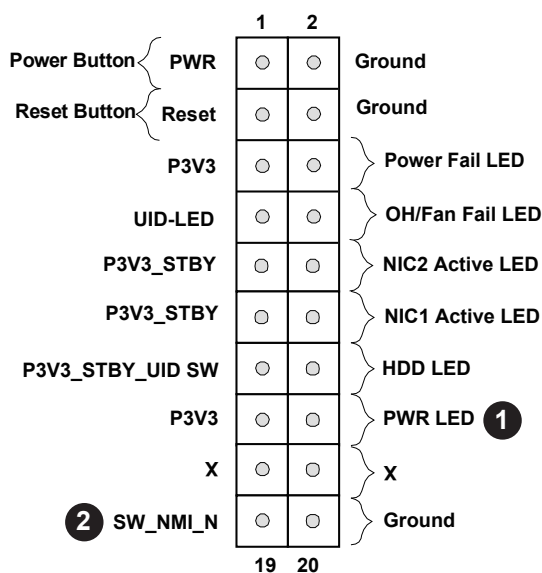 1 2
Power Button PWR Ground
Reset Button Reset Ground
P3V3 Power Fail LED
UID-LED OH/Fan Fail LED
P3V3_STBY NIC2 Active LED
P3V3_STBY NIC1 Active LED
P3V3_STBY_UID SW HDD LED
P3V3 PWR LED 1
X X
2 SW_NMI_N Ground
19 20